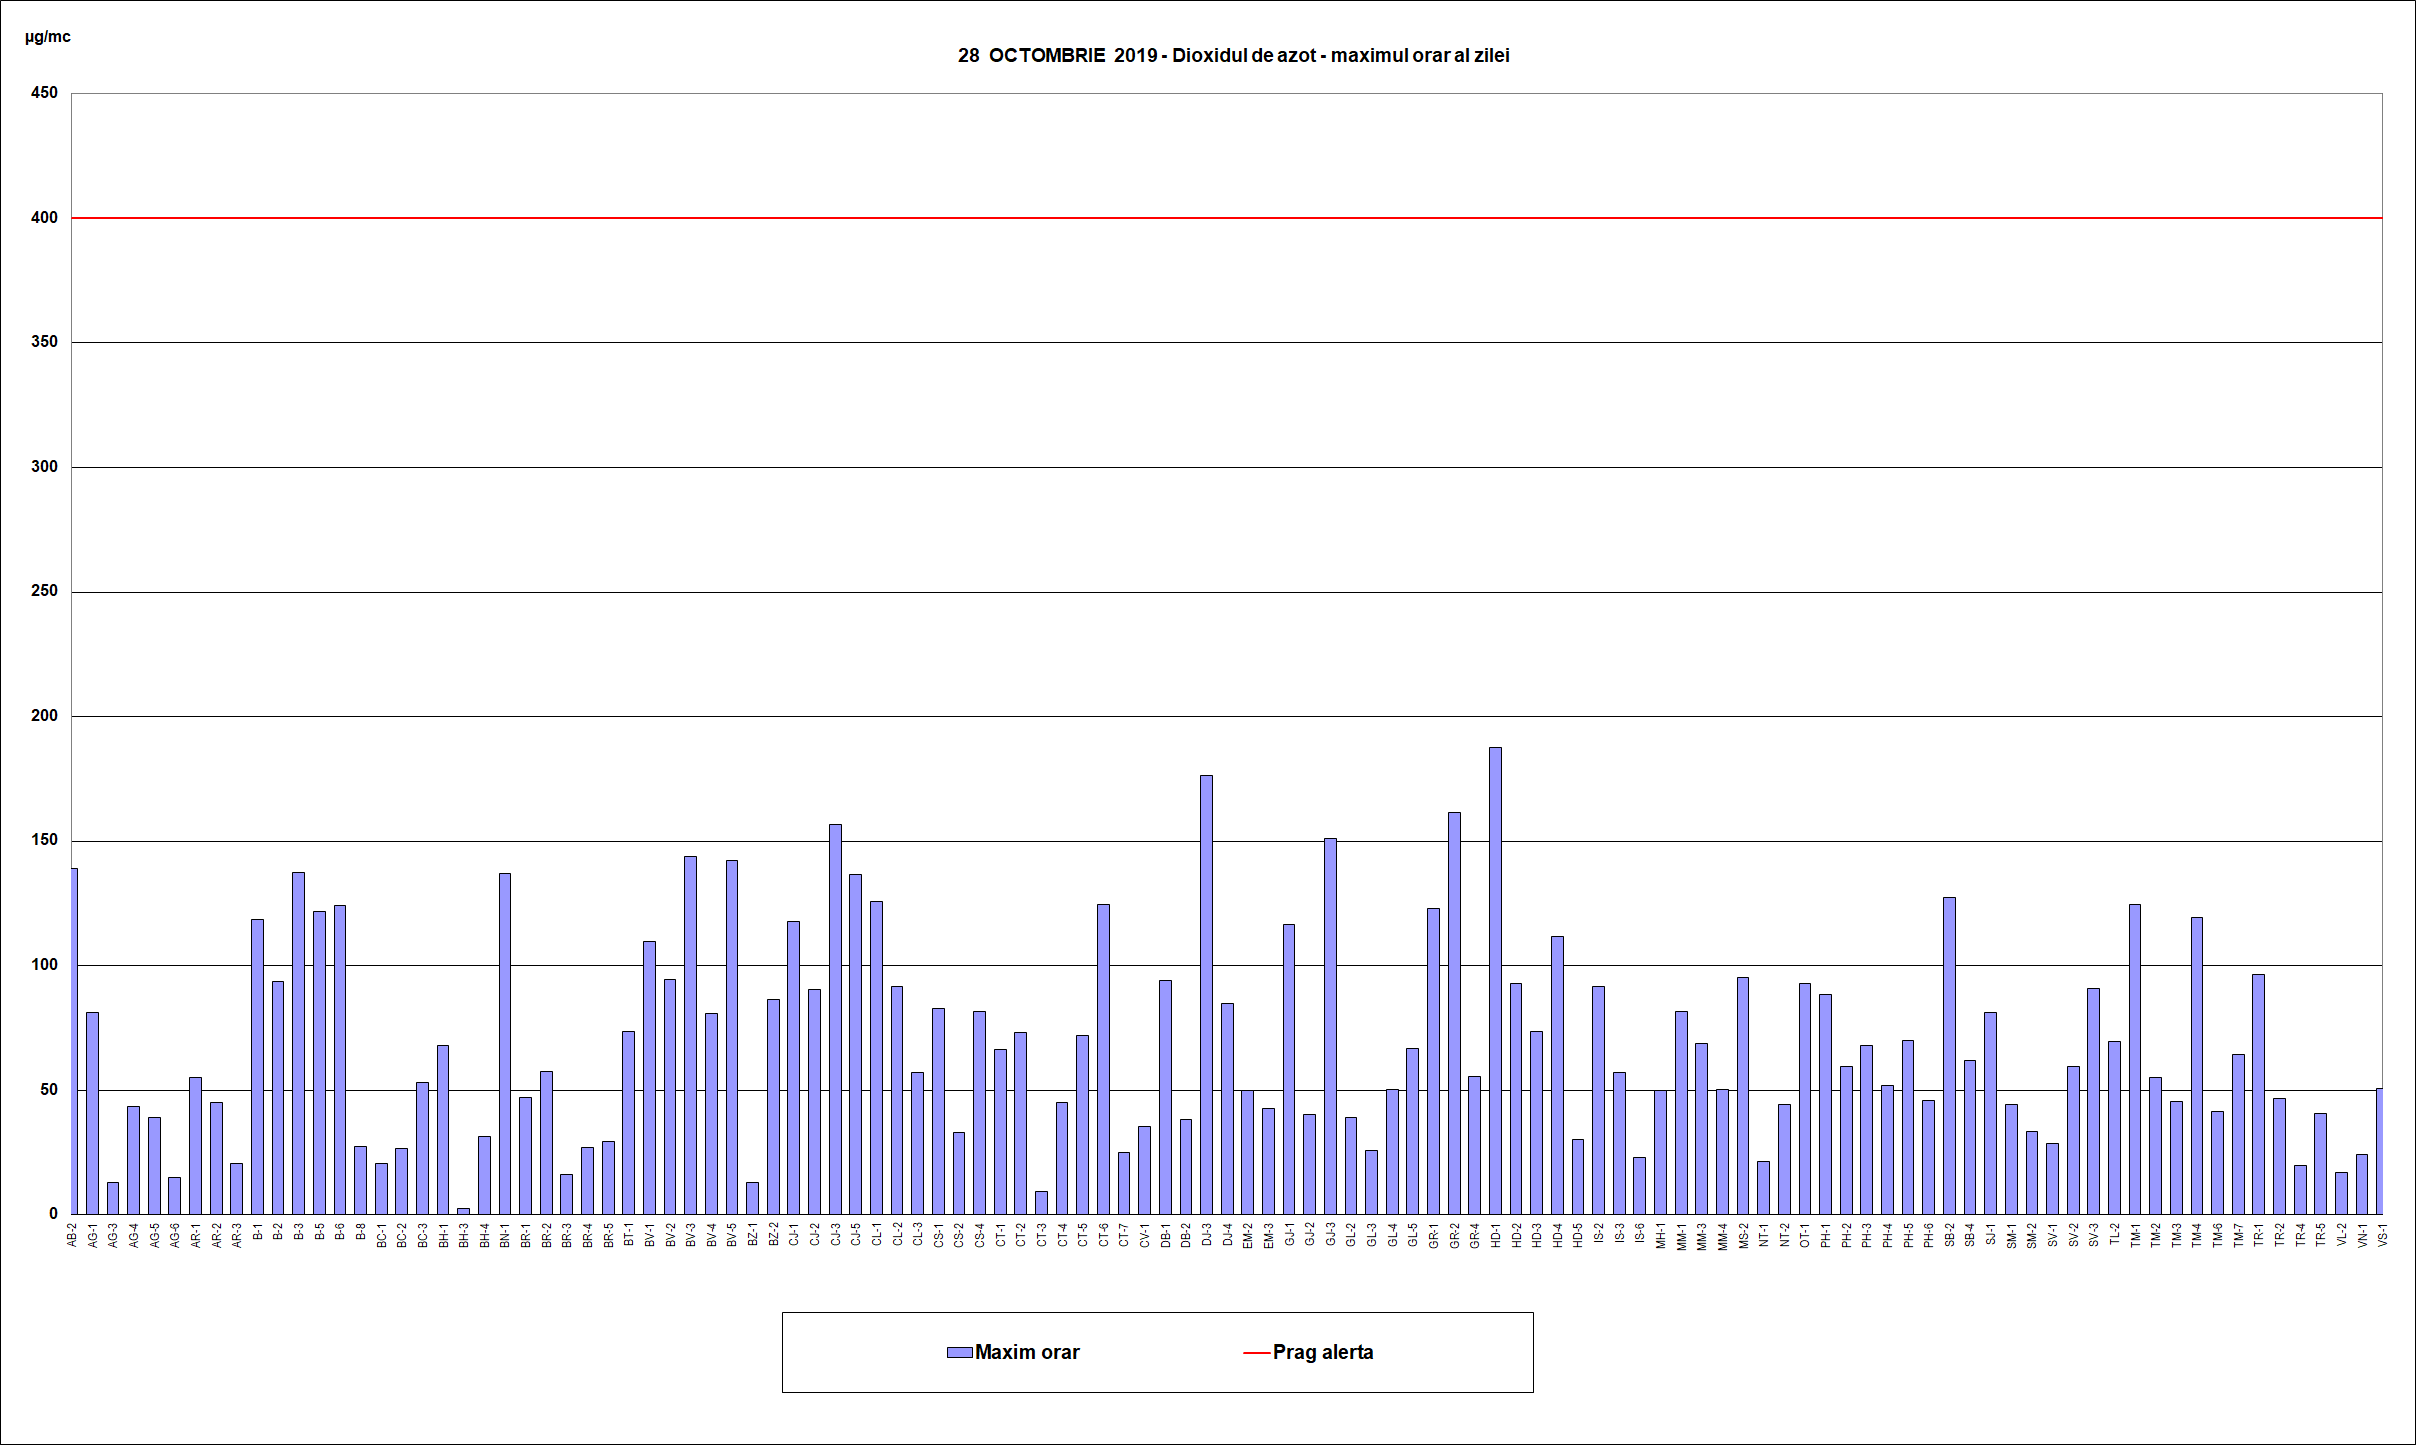 µg/mc
28 OCTOMBRIE 2019 - Dioxidul de azot - maximul orar al zilei
450
400
350
300
250
200
150
100
50
0
AB-2 AG-1 AG-3 AG-4 AG-5 AG-6 AR-1 AR-2 AR-3 B-1 B-2 B-3 B-5 B-6 B-8 BC-1 BC-2 BC-3 BH-1 BH-3 BH-4 BN-1 BR-1 BR-2 BR-3 BR-4 BR-5 BT-1 BV-1 BV-2 BV-3 BV-4 BV-5 BZ-1 BZ-2 CJ-1 CJ-2 CJ-3 CJ-5 CL-1 CL-2 CL-3 CS-1 CS-2 CS-4 CT-1 CT-2 CT-3 CT-4 CT-5 CT-6 CT-7 CV-1 DB-1 DB-2 DJ-3 DJ-4 EM-2 EM-3 GJ-1 GJ-2 GJ-3 GL-2 GL-3 GL-4 GL-5 GR-1 GR-2 GR-4 HD-1 HD-2 HD-3 HD-4 HD-5 IS-2 IS-3 IS-6 MH-1 MM-1 MM-3 MM-4 MS-2 NT-1 NT-2 OT-1 PH-1 PH-2 PH-3 PH-4 PH-5 PH-6 SB-2 SB-4 SJ-1 SM-1 SM-2 SV-1 SV-2 SV-3 TL-2 TM-1 TM-2 TM-3 TM-4 TM-6 TM-7 TR-1 TR-2 TR-4 TR-5 VL-2 VN-1 VS-1
Maxim orar Prag alerta